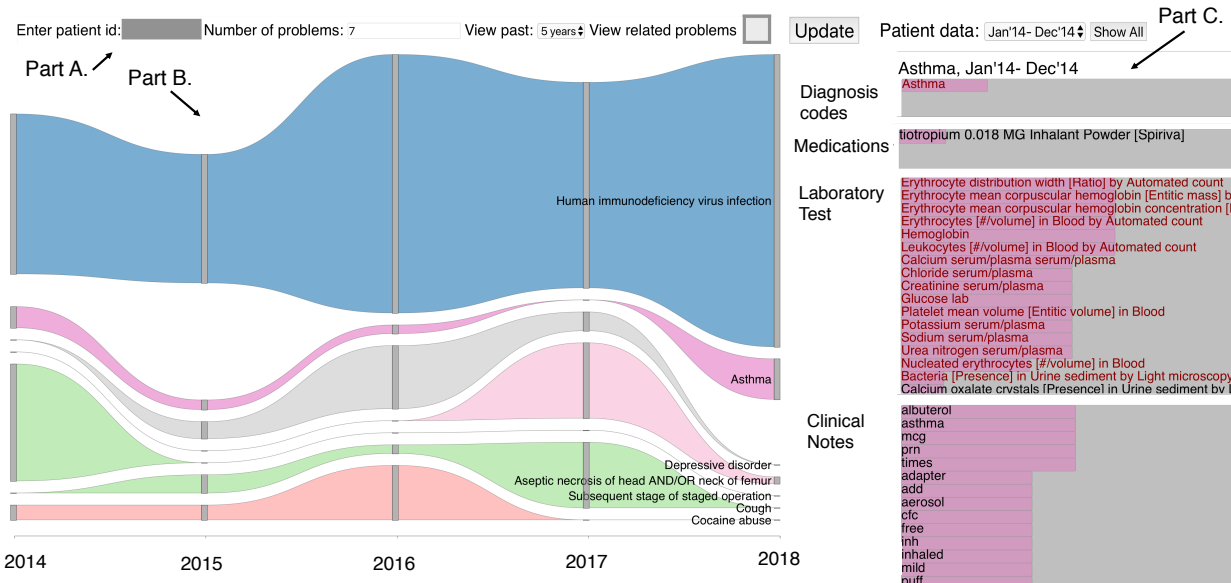 Part C.
Enter patient id: Number of problems: 7 View past: 5 years View related problems Update Patient data: Jan'14- Dec'14 Show All
Part A.
Part B.
Asthma, Jan'14- Dec'14
Diagnosis
codes
Asthma
Medications
tiotropium 0.018 MG Inhalant Powder [Spiriva]
Laboratory
Test
Erythrocyte distribution width [Ratio] by Automated count
Erythrocyte mean corpuscular hemoglobin [Entitic mass] b
Erythrocyte mean corpuscular hemoglobin concentration [
Erythrocytes [#/volume] in Blood by Automated count
Hemoglobin
Leukocytes [#/volume] in Blood by Automated count
Calcium serum/plasma serum/plasma
Chloride serum/plasma
Creatinine serum/plasma
Glucose lab
Platelet mean volume [Entitic volume] in Blood
Potassium serum/plasma
Sodium serum/plasma
Urea nitrogen serum/plasma
Nucleated erythrocytes [#/volume] in Blood
Bacteria [Presence] in Urine sediment by Light microscopy
Calcium oxalate crystals [Presence] in Urine sediment by
Clinical
Notes
albuterol
asthma
mcg
prn
times
adapter
add
aerosol
cfc
free
inh
inhaled
mild
puff
Human immunodeficiency virus infection
Asthma
Depressive disorder
Aseptic necrosis of head AND/OR neck of femur
Subsequent stage of staged operation
Cough
Cocaine abuse
2014 2015 2016 2017 2018